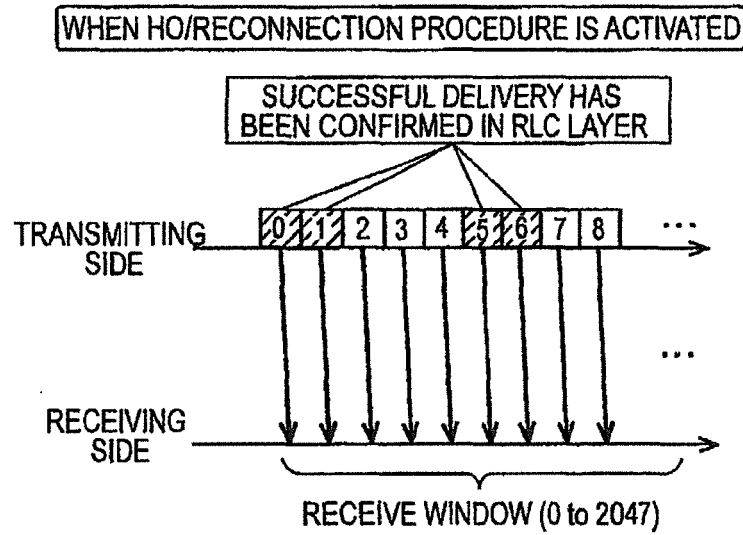 WHEN HO/RECONNECTION PROCEDURE IS ACTIVATED
SUCCESSFUL DELIVERY HAS
BEEN CONFIRMED IN RLC LAYER
TRANSMITTING
SIDE
0 1 2 3 4 5 6 7 8 ...
...
RECEIVING
SIDE
RECEIVE WINDOW (0 to 2047)